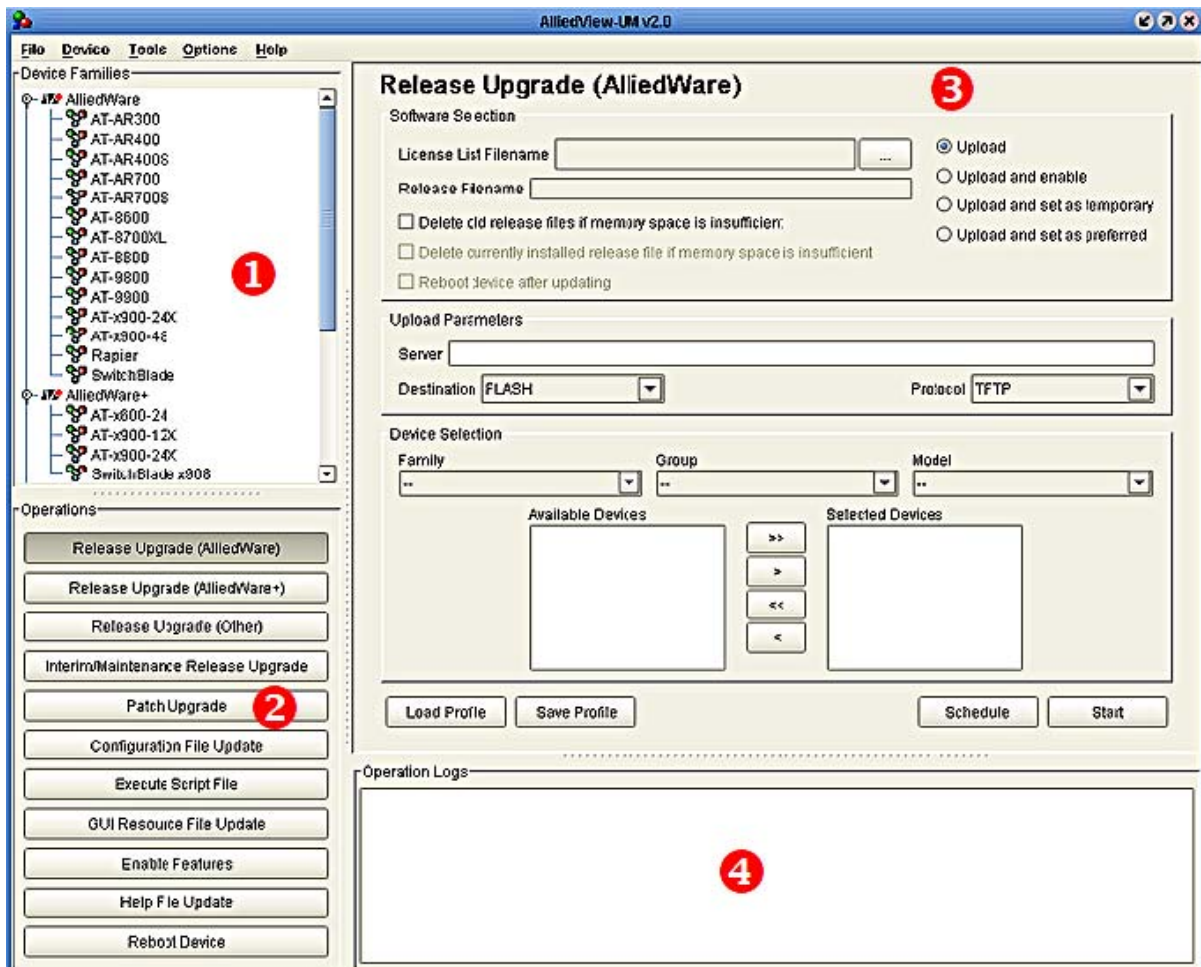 AlliedView-UM v2.0
File Device Tools Options Help
Device Families
AlliedWare
AT-AR300
AT-AR400
AT-AR400S
AT-AR700
AT-AR700S
AT-8600
AT-8700XL
AT-8800
AT-9800
AT-9900
AT-x900-24X
AT-x900-48
Rapier
SwitchBlade
AlliedWare+
AT-x600-24
AT-x900-12X
AT-x900-24X
SwitchBlade x908
1
Operations
Release Upgrade (AlliedWare)
Release Upgrade (AlliedWare+)
Release Upgrade (Other)
Interim/Maintenance Release Upgrade
Patch Upgrade
2
Configuration File Update
Execute Script File
GUI Resource File Update
Enable Features
Help File Update
Reboot Device
Release Upgrade (AlliedWare)
3
Software Selection
License List Filename ...
Release Filename
Delete old release files if memory space is insufficient
Delete currently installed release file if memory space is insufficient
Reboot device after updating
Upload
Upload and enable
Upload and set as temporary
Upload and set as preferred
Upload Parameters
Server
Destination FLASH Protocol TFTP
Device Selection
Family Group Model
-- -- --
Available Devices Selected Devices
>>
>
<<
<
Load Profile Save Profile Schedule Start
Operation Logs
4